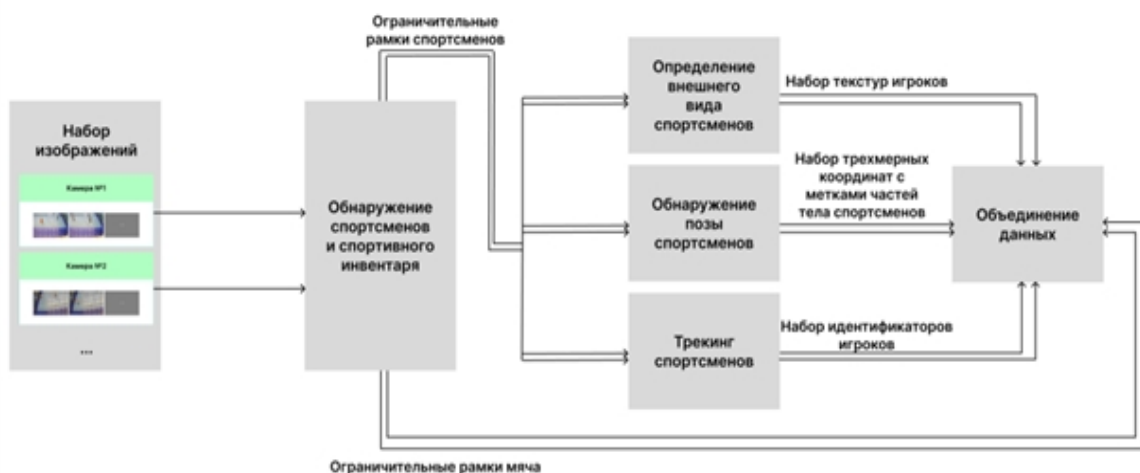 Ограничительные
рамки спортсменов
Набор
изображений
Камера №1
Камера №2
...
Обнаружение
спортсменов
и спортивного
инвентаря
Определение
внешнего
вида
спортсменов
Набор текстур игроков
Обнаружение
позы
спортсменов
Набор трехмерных
координат с
метками частей
тела спортсменов
Трекинг
спортсменов
Набор идентификаторов
игроков
Объединение
данных
Ограничительные рамки мяча